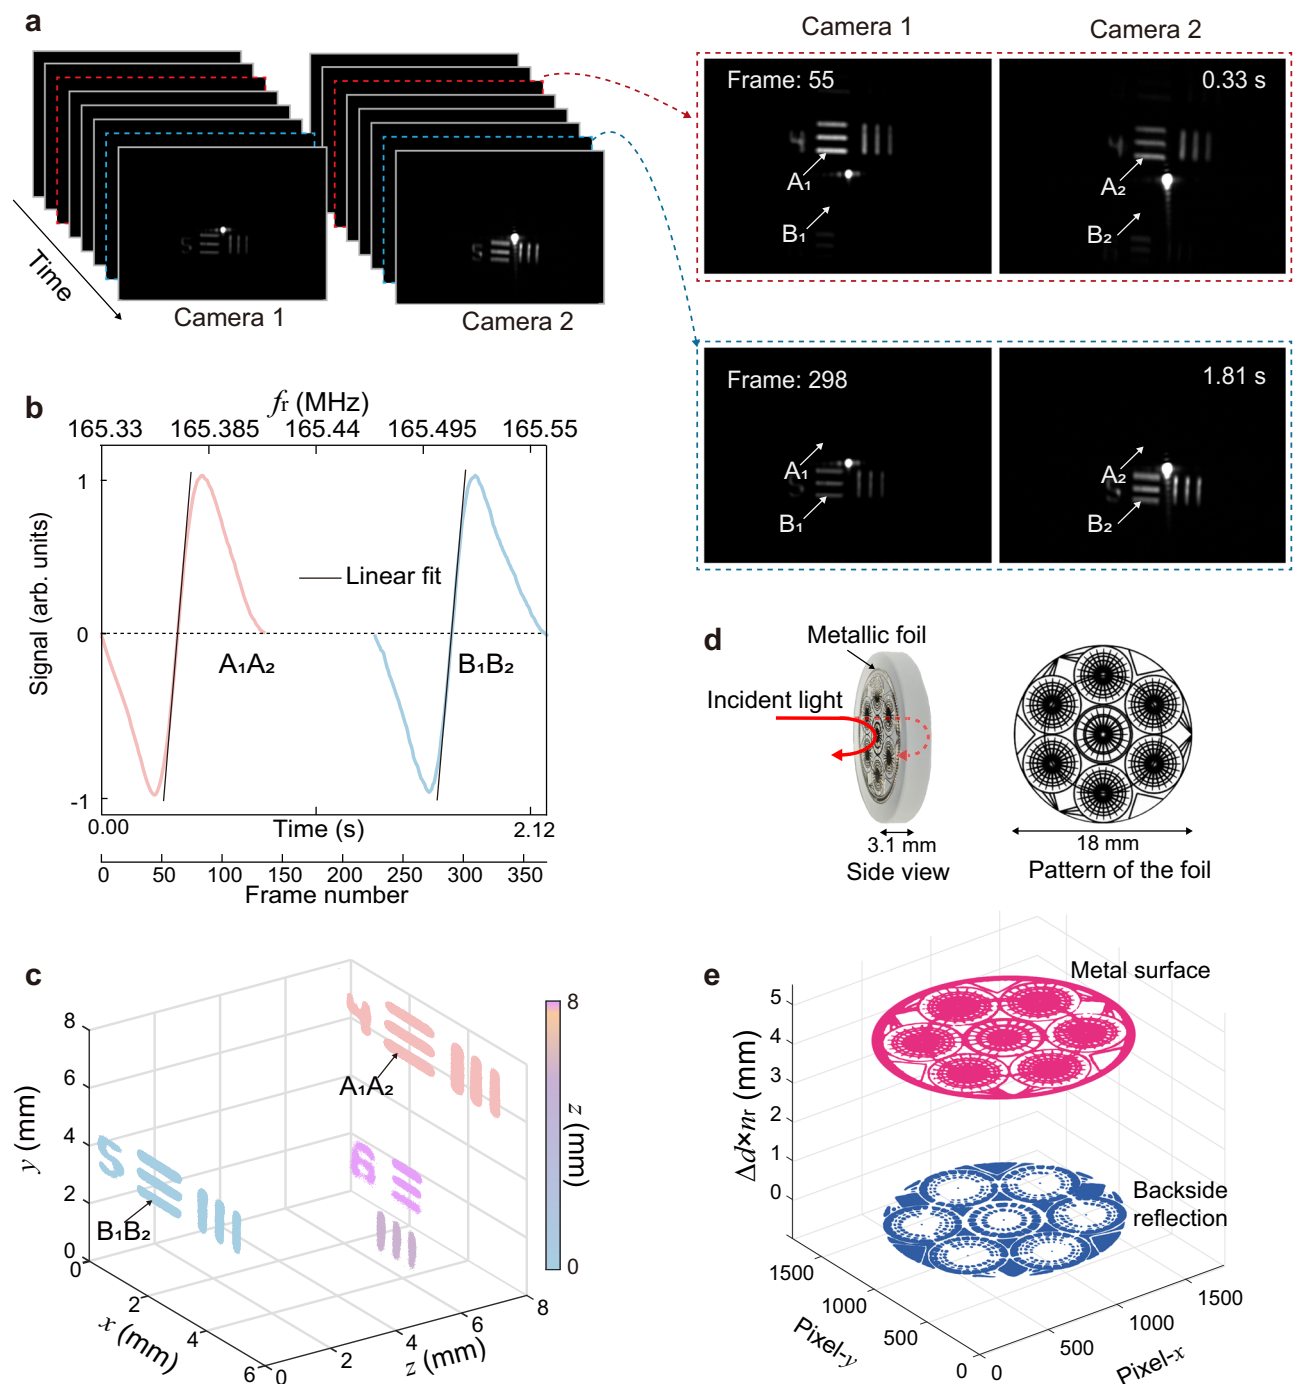 a
Camera 1
Camera 2
Time
Camera 1
Camera 2
Frame: 55
0.33 s
4
A₁
B₁
A₂
B₂
Frame: 298
1.81 s
5
A₁
B₁
A₂
B₂
b
fr (MHz)
165.33
165.385
165.44
165.495
165.55
Signal (arb. units)
1
0
-1
Linear fit
A₁A₂
B₁B₂
0.00
Time (s)
2.12
0
50
100
150
200
250
300
350
Frame number
c
8
6
4
2
0
y (mm)
0
2
4
6
x (mm)
0
2
4
6
8
z (mm)
4
5
6
A₁A₂
B₁B₂
8
0
z (mm)
d
Metallic foil
Incident light
3.1 mm
Side view
18 mm
Pattern of the foil
e
Metal surface
Backside
reflection
Δd×nr (mm)
5
4
3
2
1
0
1500
1000
500
0
Pixel-y
0
500
1000
1500
Pixel-x